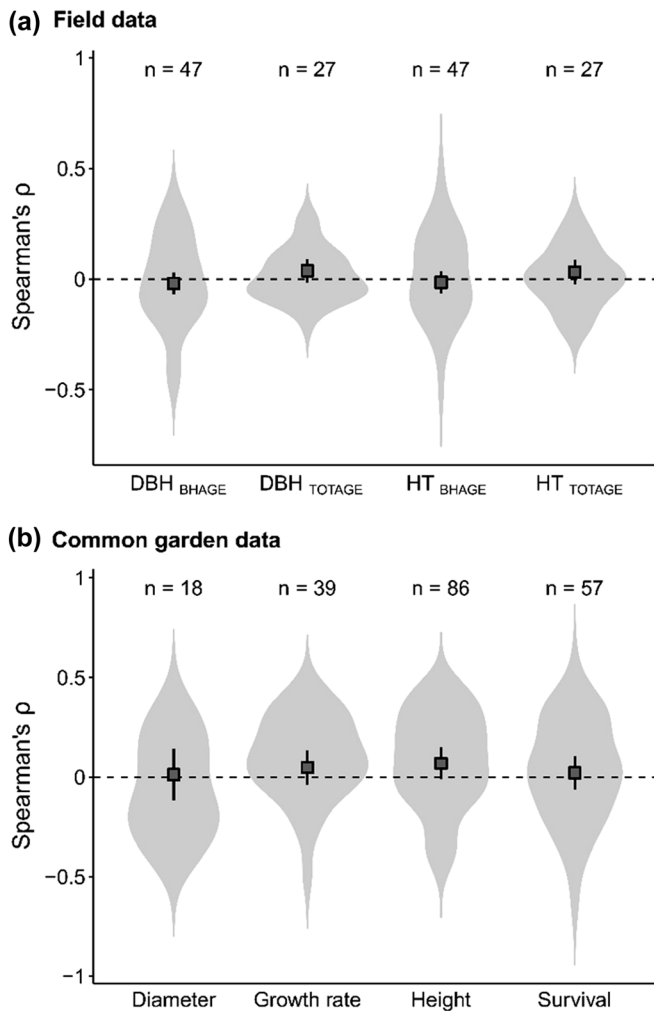 (a) Field data
1
n = 47 n = 27 n = 47 n = 27
0.5
Spearman's ρ
0
−0.5
DBH BHAGE DBH TOTAGE HT BHAGE HT TOTAGE
(b) Common garden data
1
n = 18 n = 39 n = 86 n = 57
0.5
Spearman's ρ
0
−0.5
−1
Diameter Growth rate Height Survival